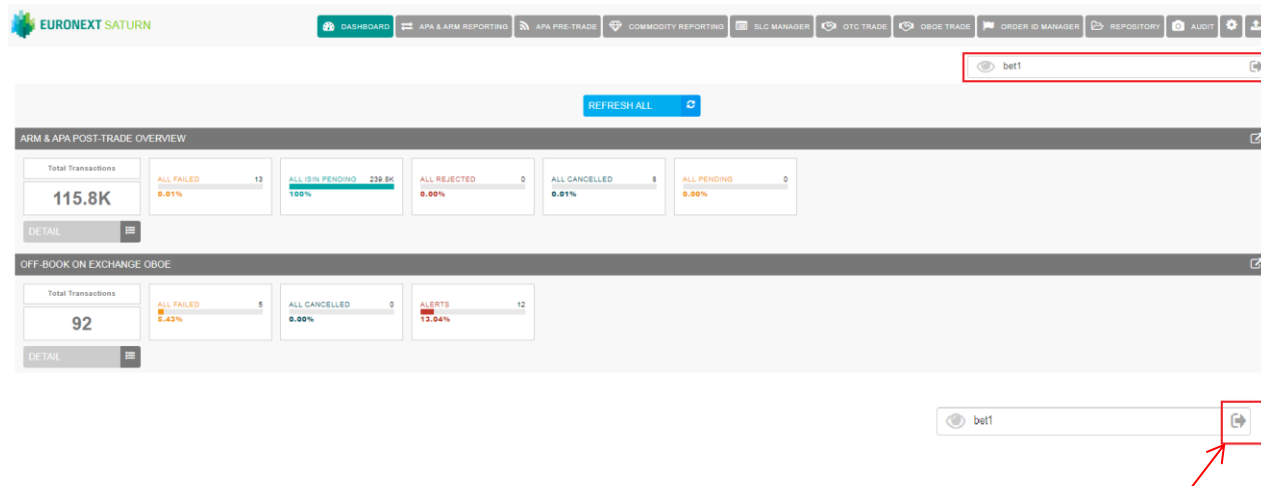 EURONEXT SATURN
DASHBOARD APA & ARM REPORTING APA PRE-TRADE COMMODITY REPORTING SLC MANAGER OTC TRADE OBOE TRADE ORDER ID MANAGER REPOSITORY AUDIT
bet1
REFRESH ALL
ARM & APA POST-TRADE OVERVIEW
Total Transactions
115.8K
ALL FAILED 13
0.01%
ALL ISIN PENDING 239.8K
100%
ALL REJECTED 0
0.00%
ALL CANCELLED 8
0.01%
ALL PENDING 0
0.00%
DETAIL
OFF-BOOK ON EXCHANGE OBOE
Total Transactions
92
ALL FAILED 5
5.43%
ALL CANCELLED 0
0.00%
ALERTS 12
13.04%
DETAIL
bet1